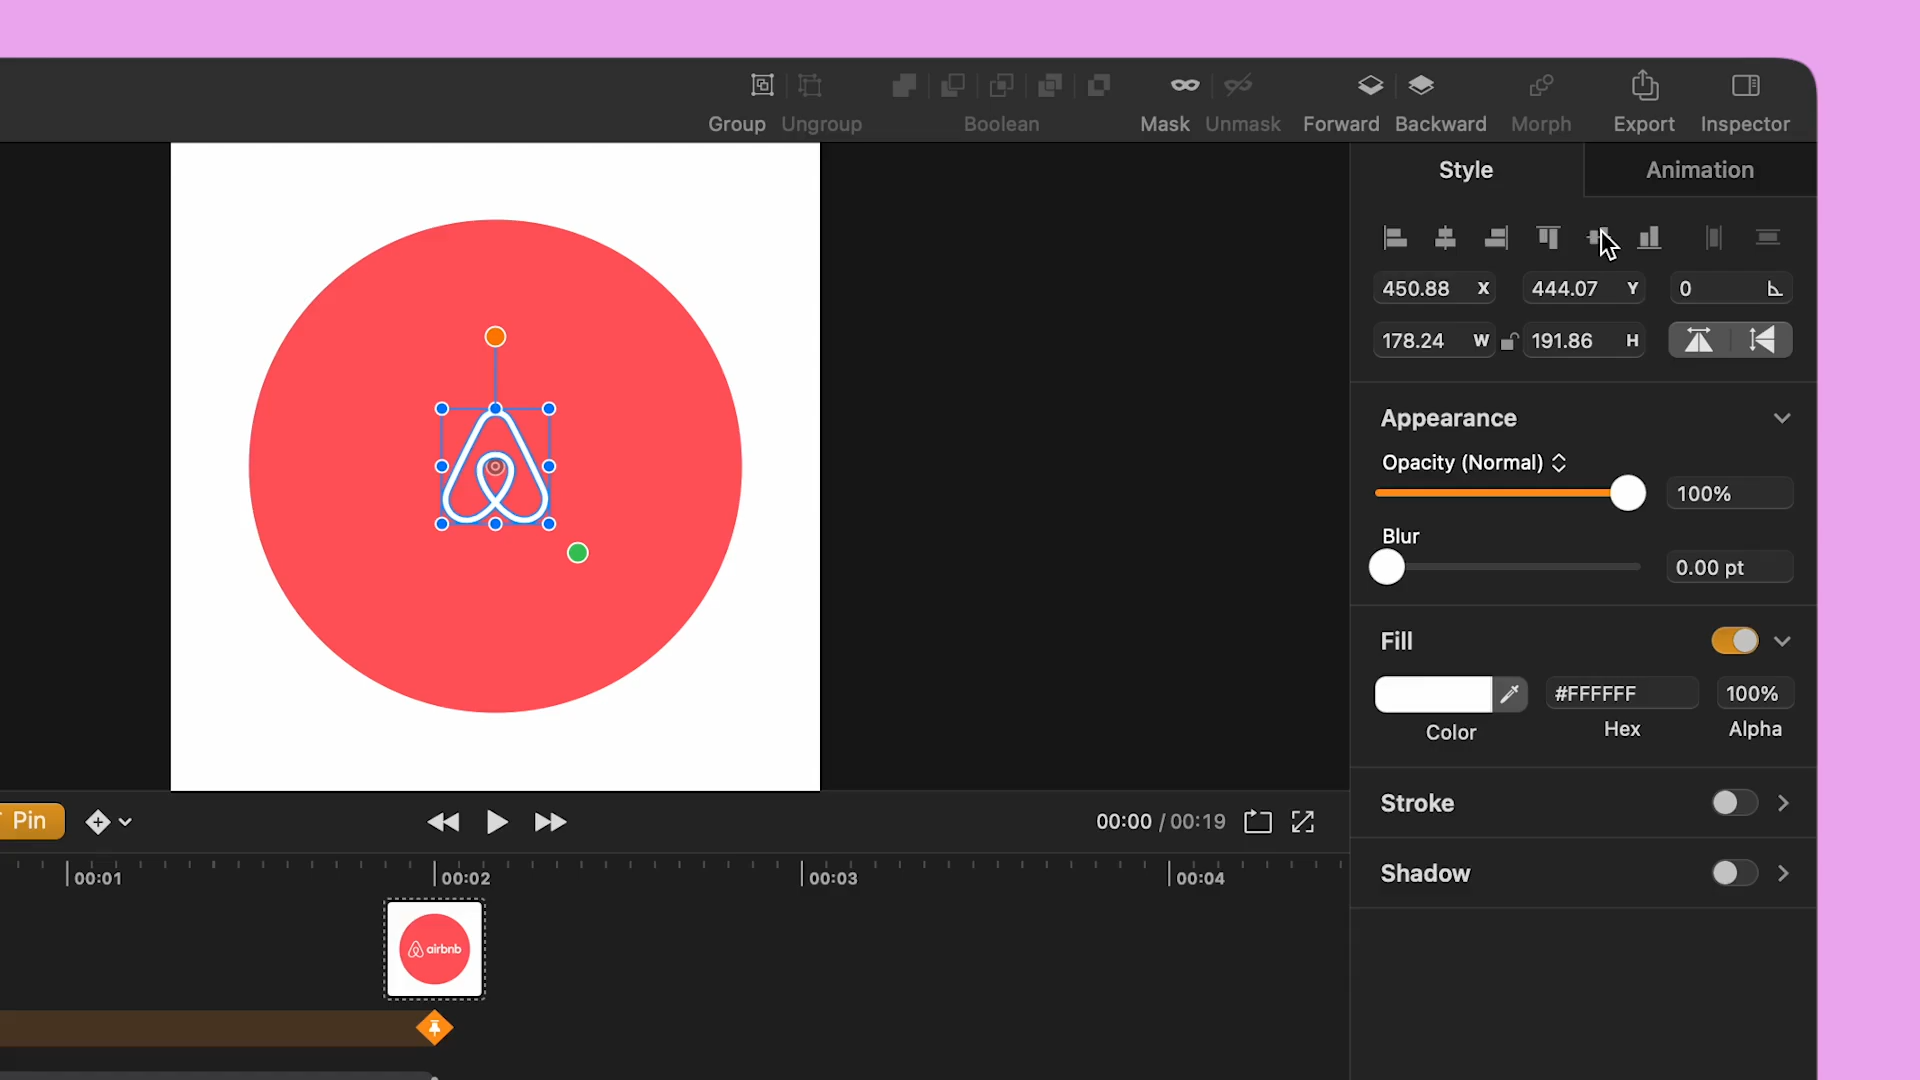 Group Ungroup Boolean Mask Unmask Forward Backward Morph Export Inspector
Style Animation
450.88 X 444.07 Y 0
178.24 W 191.86 H
Appearance
Opacity (Normal)
100%
Blur
0.00 pt
Fill
#FFFFFF 100%
Color Hex Alpha
Stroke
Shadow
Pin
00:00 / 00:19
00:01 00:02 00:03 00:04
airbnb